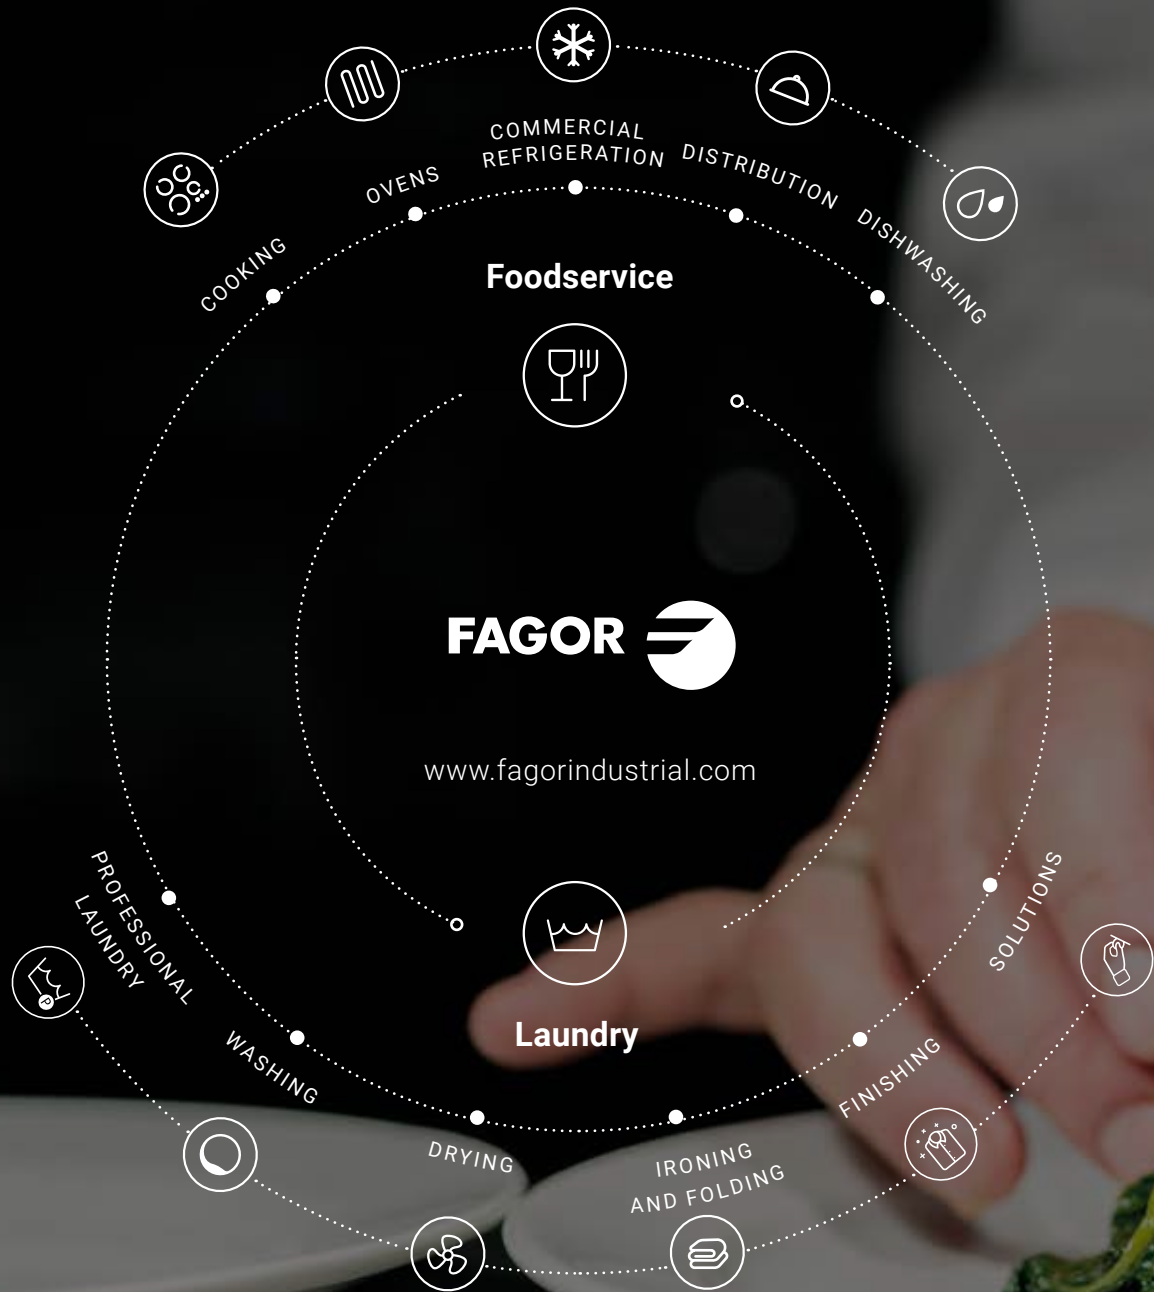 COMMERCIAL
REFRIGERATION
OVENS
DISTRIBUTION
COOKING
DISHWASHING
Foodservice
FAGOR
www.fagorindustrial.com
PROFESSIONAL
LAUNDRY
SOLUTIONS
P
Laundry
WASHING
FINISHING
DRYING
IRONING
AND FOLDING